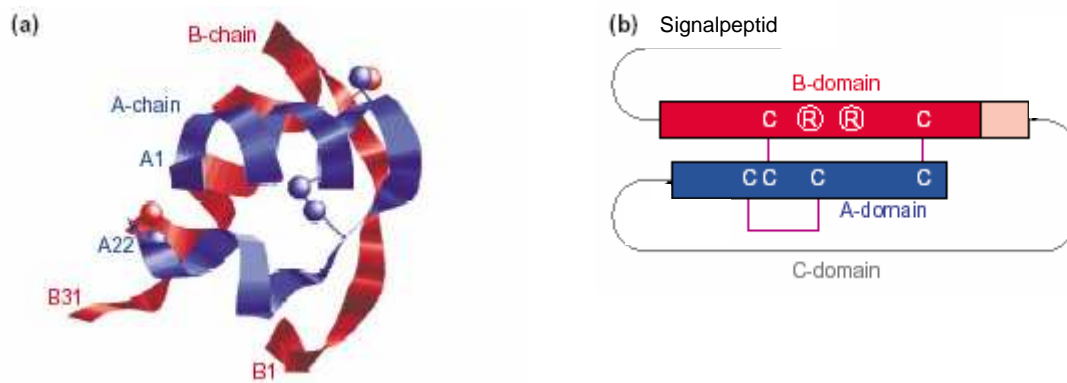 (a)
B-chain
A-chain
A1
A22
B31
B1
(b) Signalpeptid
B-domain
C R R C
C C C C
A-domain
C-domain